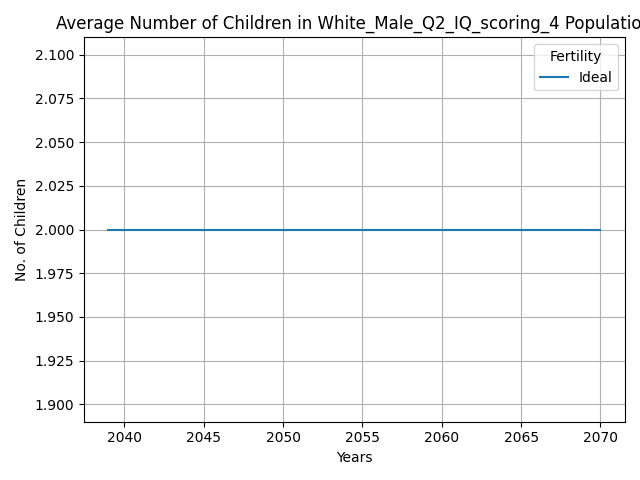 Average Number of Children in White_Male_Q2_IQ_scoring_4 Populatio
2.100
2.075
2.050
2.025
2.000
1.975
1.950
1.925
1.900
No. of Children
Fertility
Ideal
2040 2045 2050 2055 2060 2065 2070
Years